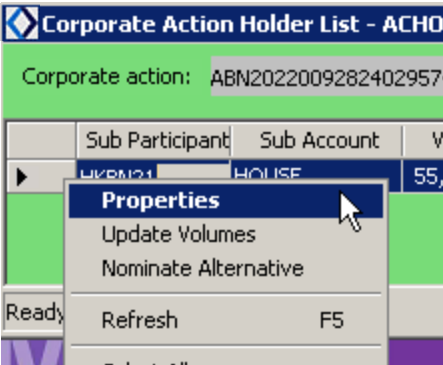 Corporate Action Holder List - ACHO
Corporate action: ABN2022009282402957
Sub Participant Sub Account V
HOUSE 55,
Properties
Update Volumes
Nominate Alternative
Ready
Refresh F5